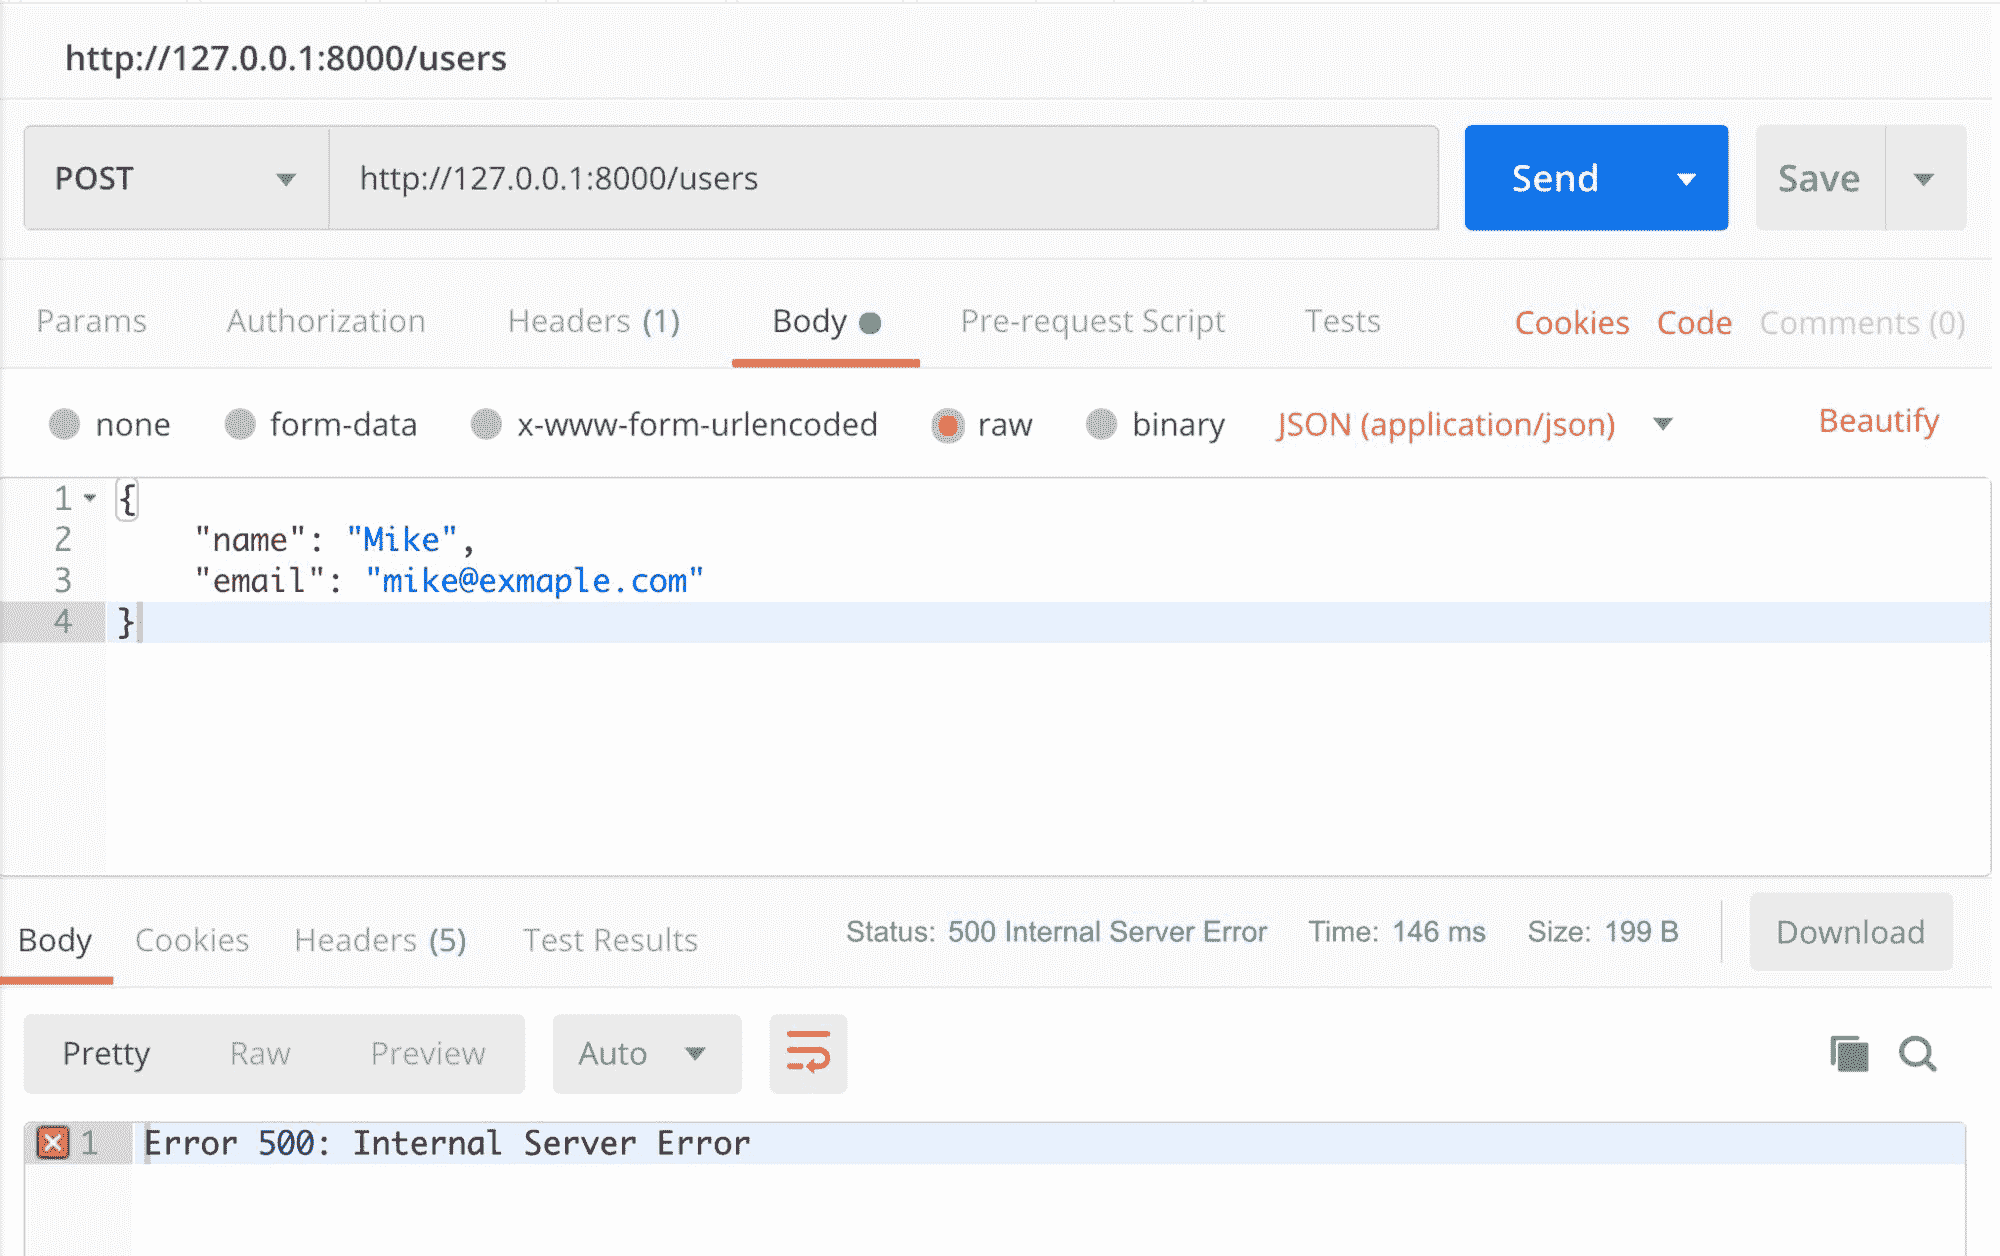 http://127.0.0.1:8000/users
POST http://127.0.0.1:8000/users Send Save
Params Authorization Headers (1) Body Pre-request Script Tests Cookies Code Comments (0)
none form-data x-www-form-urlencoded raw binary JSON (application/json) Beautify
1 {
2 "name": "Mike",
3 "email": "mike@exmaple.com"
4 }
Body Cookies Headers (5) Test Results Status: 500 Internal Server Error Time: 146 ms Size: 199 B Download
Pretty Raw Preview Auto
1 Error 500: Internal Server Error